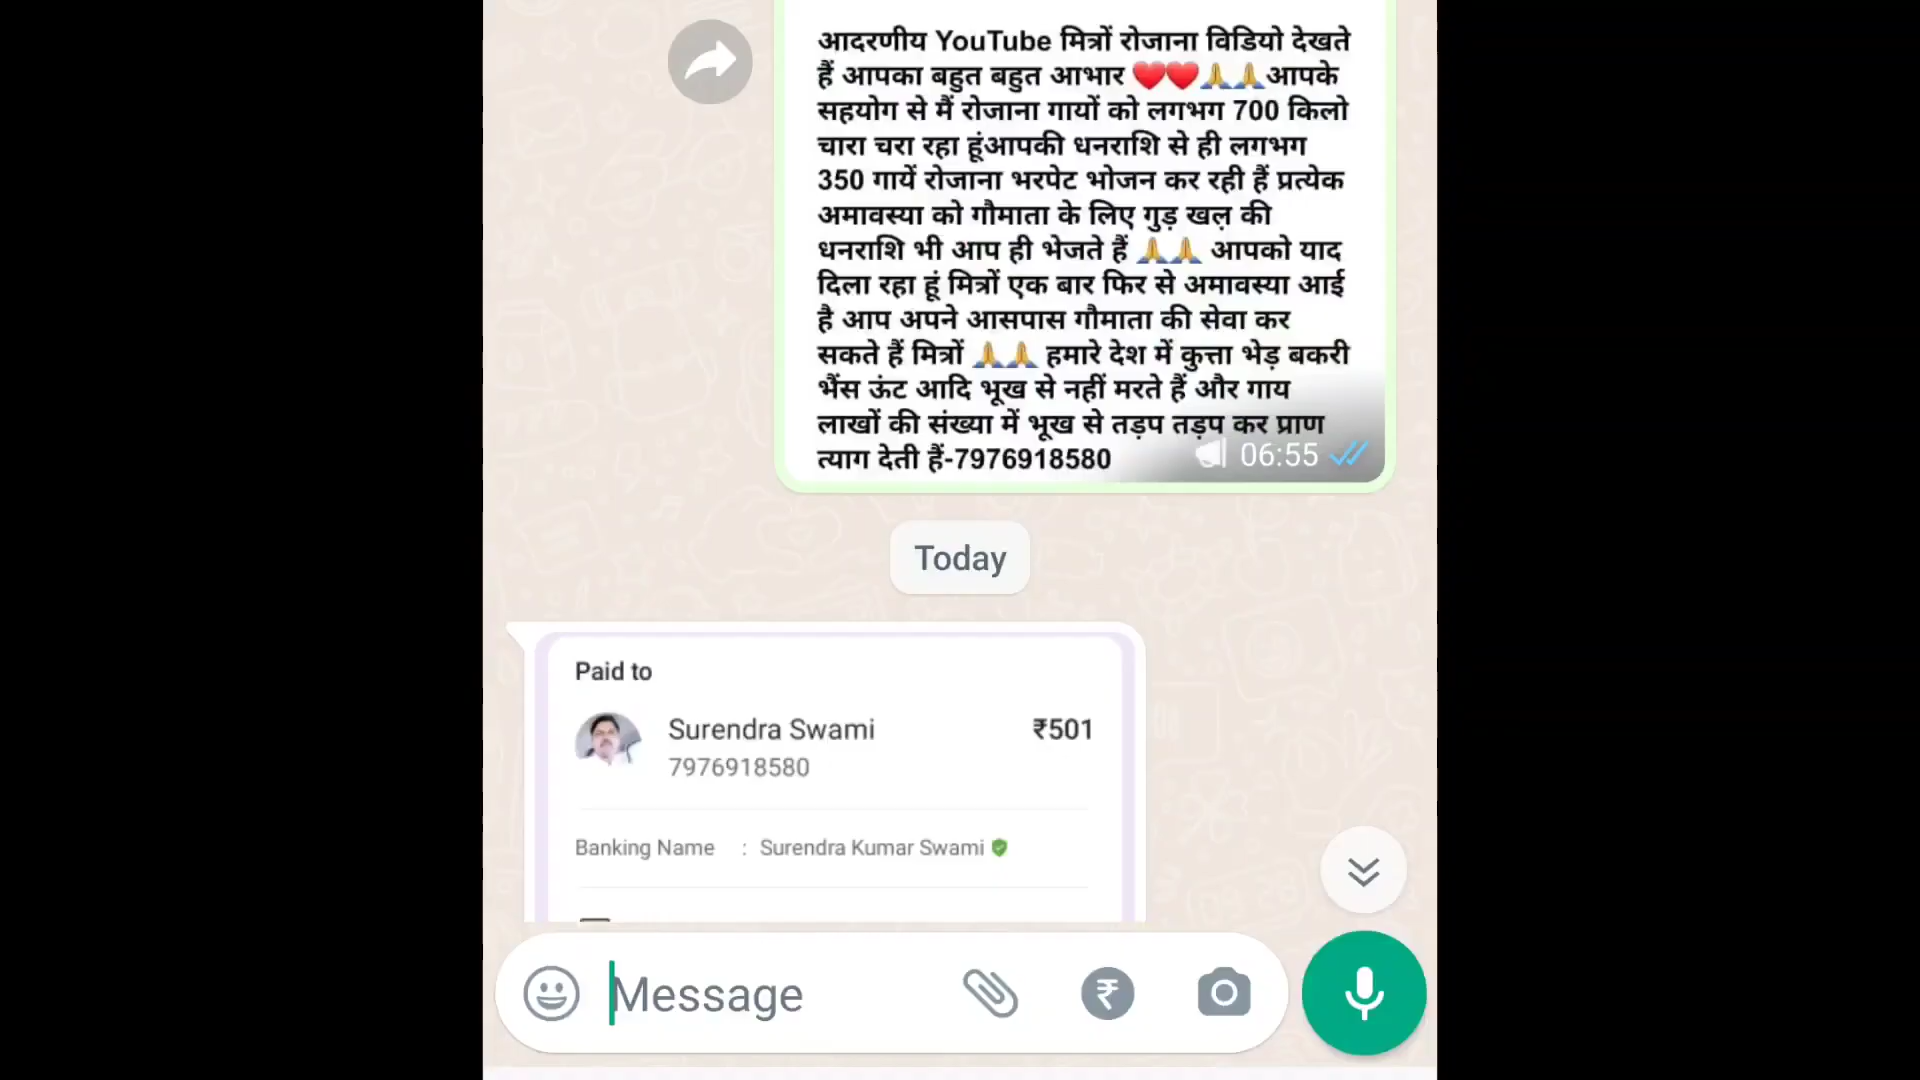 आदरणीय YouTube मित्रों रोजाना विडियो देखते
हैं आपका बहुत बहुत आभार ❤️❤️🙏🙏आपके
सहयोग से मैं रोजाना गायों को लगभग 700 किलो
चारा चरा रहा हूंआपकी धनराशि से ही लगभग
350 गायें रोजाना भरपेट भोजन कर रही हैं प्रत्येक
अमावस्या को गौमाता के लिए गुड़ खल़ की
धनराशि भी आप ही भेजते हैं 🙏🙏 आपको याद
दिला रहा हूं मित्रों एक बार फिर से अमावस्या आई
है आप अपने आसपास गौमाता की सेवा कर
सकते हैं मित्रों 🙏🙏 हमारे देश में कुत्ता भेड़ बकरी
भैंस ऊंट आदि भूख से नहीं मरते हैं और गाय
लाखों की संख्या में भूख से तड़प तड़प कर प्राण
त्याग देती हैं-7976918580
06:55
Today
Paid to
Surendra Swami ₹501
7976918580
Banking Name : Surendra Kumar Swami
Message